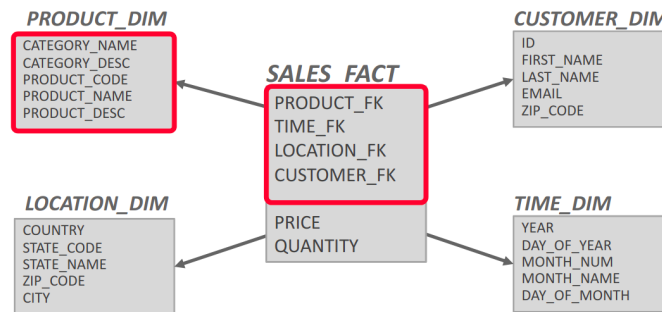 PRODUCT_DIM
CATEGORY_NAME
CATEGORY_DESC
PRODUCT_CODE
PRODUCT_NAME
PRODUCT_DESC
CUSTOMER_DIM
ID
FIRST_NAME
LAST_NAME
EMAIL
ZIP_CODE
SALES_FACT
PRODUCT_FK
TIME_FK
LOCATION_FK
CUSTOMER_FK
PRICE
QUANTITY
LOCATION_DIM
COUNTRY
STATE_CODE
STATE_NAME
ZIP_CODE
CITY
TIME_DIM
YEAR
DAY_OF_YEAR
MONTH_NUM
MONTH_NAME
DAY_OF_MONTH